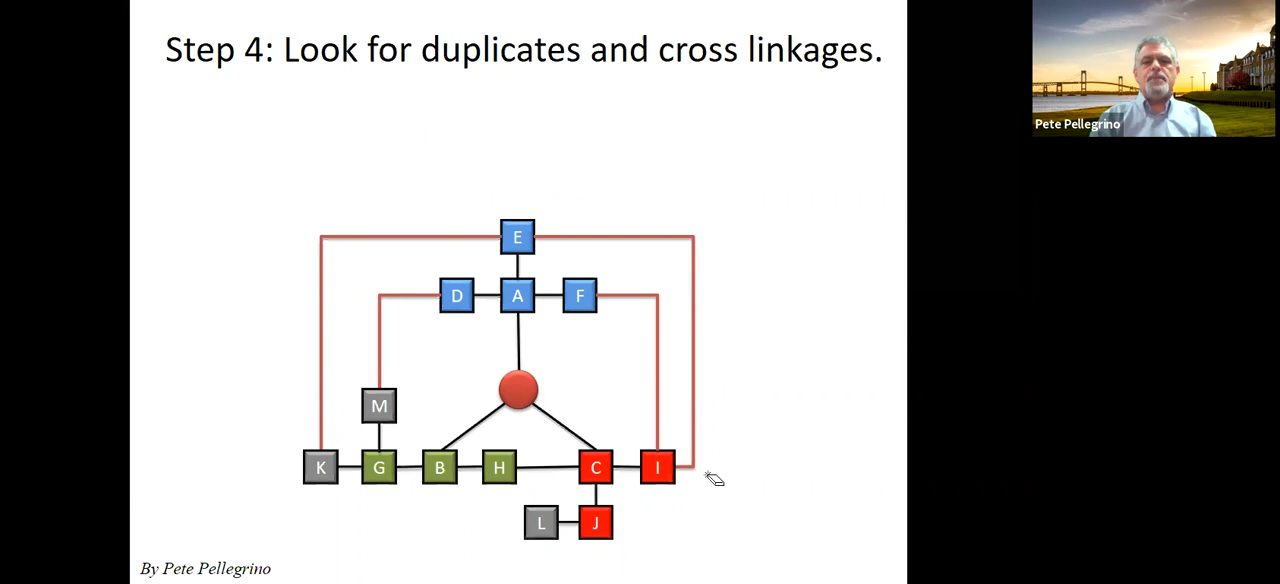 Step 4: Look for duplicates and cross linkages.
Pete Pellegrino
E
D A F
M
K G B H C I
L J
By Pete Pellegrino